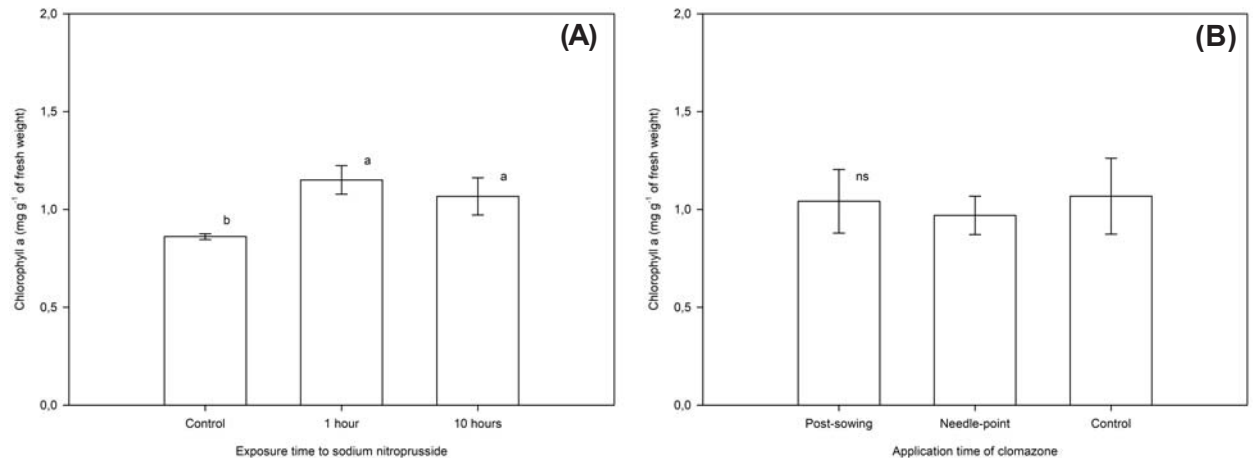 (A)
Chlorophyll a (mg g⁻¹ of fresh weight)
2,0
1,5
1,0
0,5
0,0
b
a
a
Control
1 hour
10 hours
Exposure time to sodium nitroprusside
(B)
Chlorophyll a (mg g⁻¹ of fresh weight)
2,0
1,5
1,0
0,5
0,0
ns
Post-sowing
Needle-point
Control
Application time of clomazone